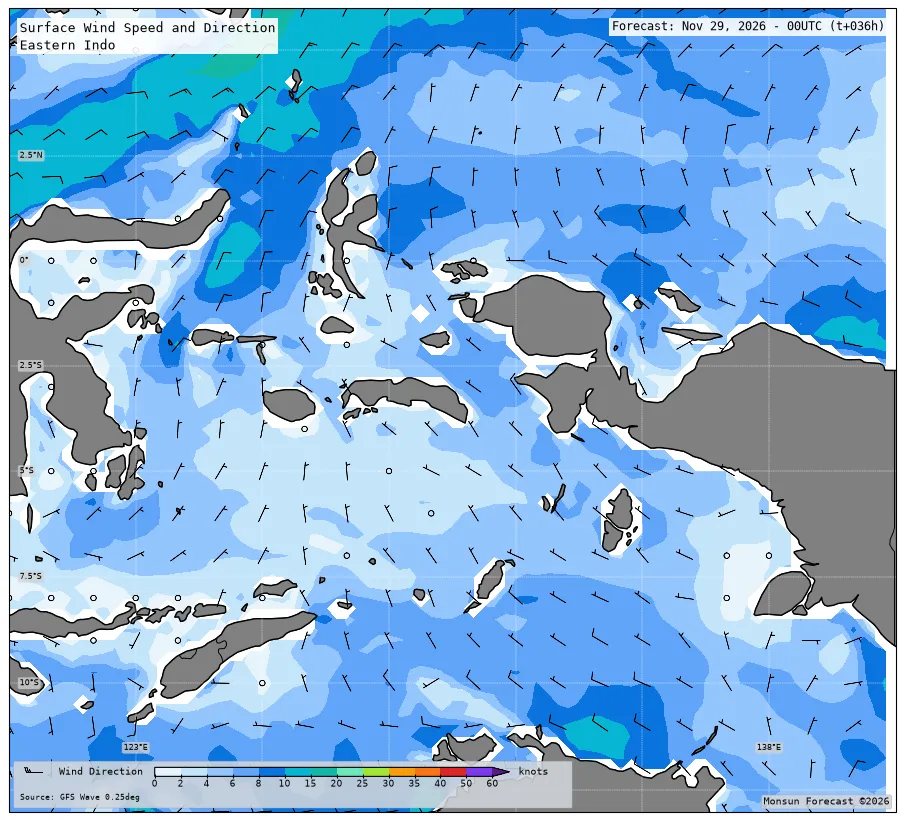 Surface Wind Speed and Direction
Eastern Indo
Forecast: Nov 29, 2026 - 00UTC (t+036h)
2.5°N
0°
2.5°S
5°S
7.5°S
10°S
123°E
138°E
Wind Direction
0 2 4 6 8 10 15 20 25 30 35 40 50 60
knots
Source: GFS Wave 0.25deg
Monsun Forecast ©2026